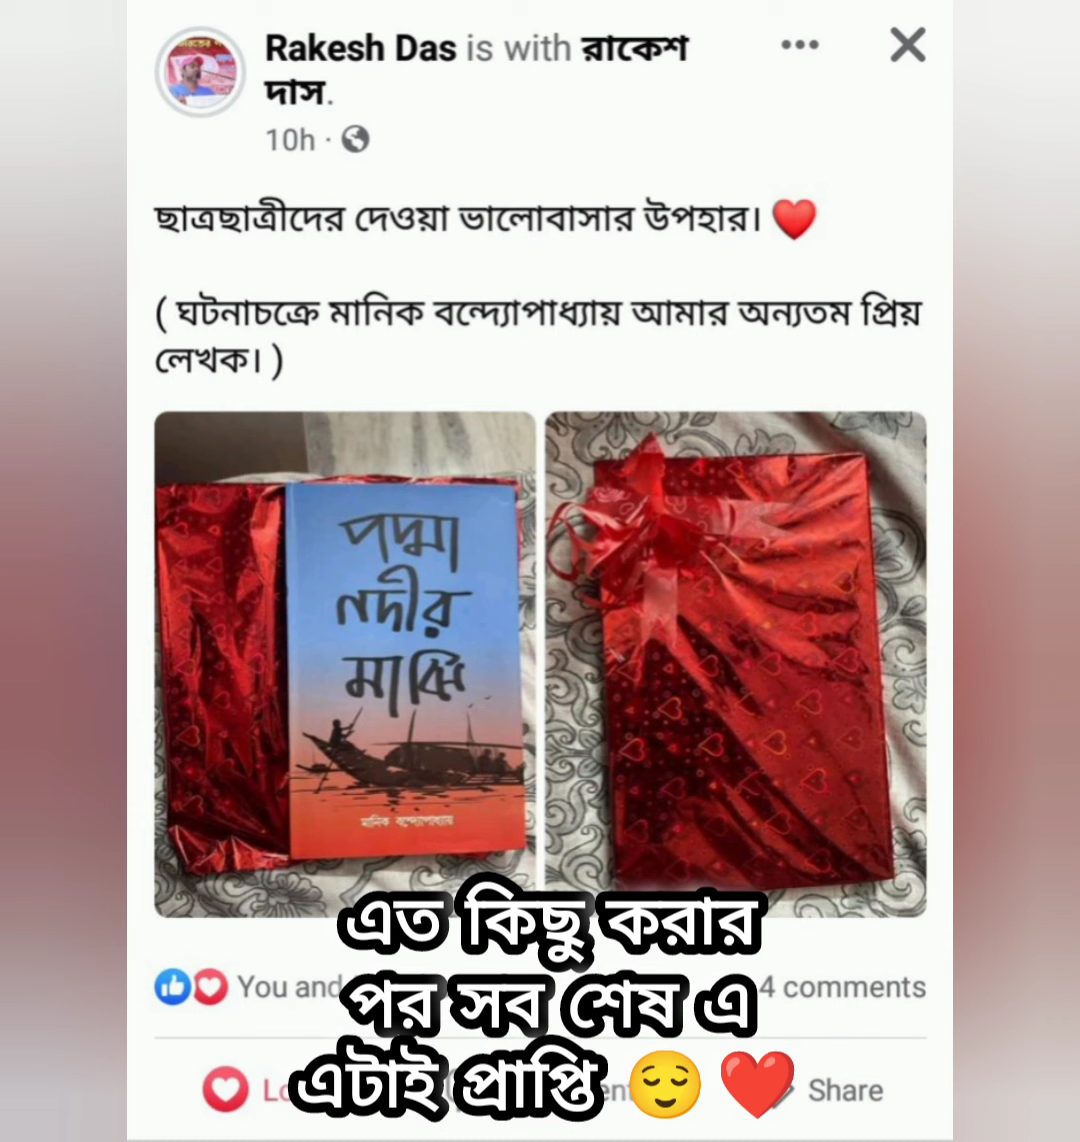 Rakesh Das is with রাকেশ
দাস.
10h ·
ছাত্রছাত্রীদের দেওয়া ভালোবাসার উপহার। ❤️
( ঘটনাচক্রে মানিক বন্দ্যোপাধ্যায় আমার অন্যতম প্রিয়
লেখক। )
পদ্মা
নদীর
মাঝি
মানিক বন্দ্যোপাধ্যায়
এত কিছু করার
You and
4 comments
পর সব শেষ এ
এটাই প্রাপ্তি 😌 ❤️
Share